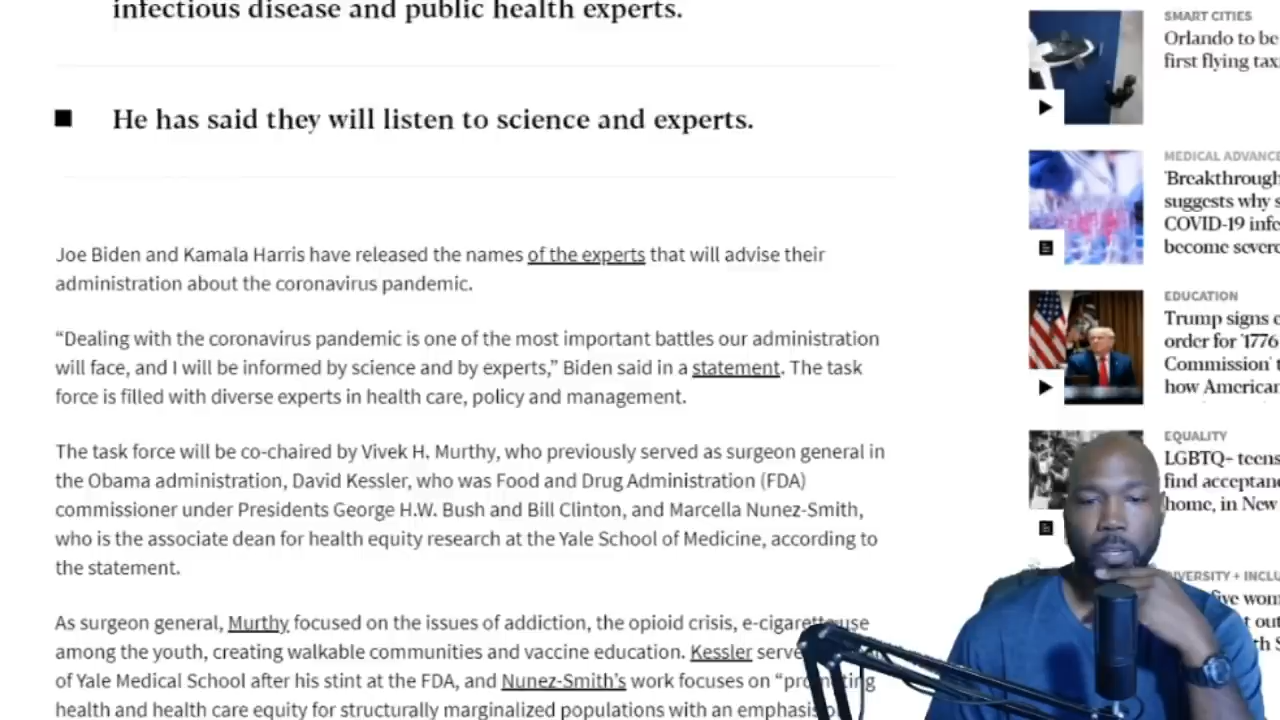 infectious disease and public health experts.
He has said they will listen to science and experts.
Joe Biden and Kamala Harris have released the names of the experts that will advise their
administration about the coronavirus pandemic.
“Dealing with the coronavirus pandemic is one of the most important battles our administration
will face, and I will be informed by science and by experts,” Biden said in a statement. The task
force is filled with diverse experts in health care, policy and management.
The task force will be co-chaired by Vivek H. Murthy, who previously served as surgeon general in
the Obama administration, David Kessler, who was Food and Drug Administration (FDA)
commissioner under Presidents George H.W. Bush and Bill Clinton, and Marcella Nunez-Smith,
who is the associate dean for health equity research at the Yale School of Medicine, according to
the statement.
As surgeon general, Murthy focused on the issues of addiction, the opioid crisis, e-cigarette use
among the youth, creating walkable communities and vaccine education. Kessler
of Yale Medical School after his stint at the FDA, and Nunez-Smith's work focuses on “promoting
health and health care equity for structurally marginalized populations with an emphasis
SMART CITIES
Orlando to be
first flying tax
MEDICAL ADVANCE
'Breakthrough
suggests why s
COVID-19 infe
become severe
EDUCATION
Trump signs
order for '1776
Commission' t
how American
EQUALITY
LGBTQ+ teens
find acceptanc
home, in New
five wom
out